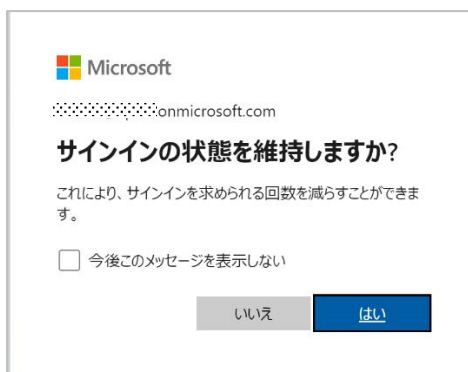 Microsoft
onmicrosoft.com
サインインの状態を維持しますか?
これにより、サインインを求められる回数を減らすことができま
す。
今後このメッセージを表示しない
いいえ
はい